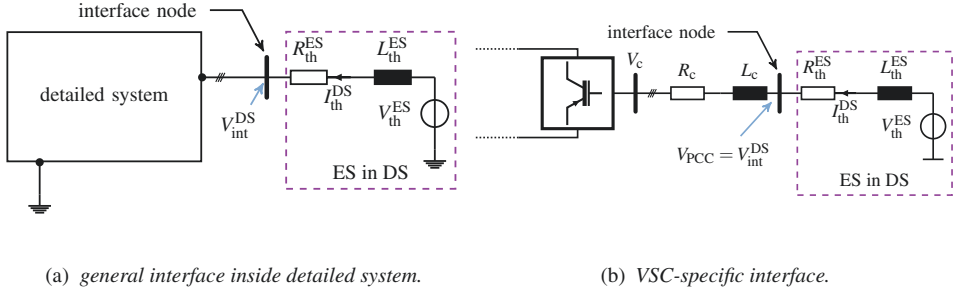 interface node
R_th^ES L_th^ES
detailed system
I_th^DS
V_th^ES
V_int^DS
ES in DS
interface node
V_c
R_c L_c R_th^ES L_th^ES
I_th^DS
V_th^ES
V_PCC = V_int^DS
ES in DS
(a) general interface inside detailed system.
(b) VSC-specific interface.